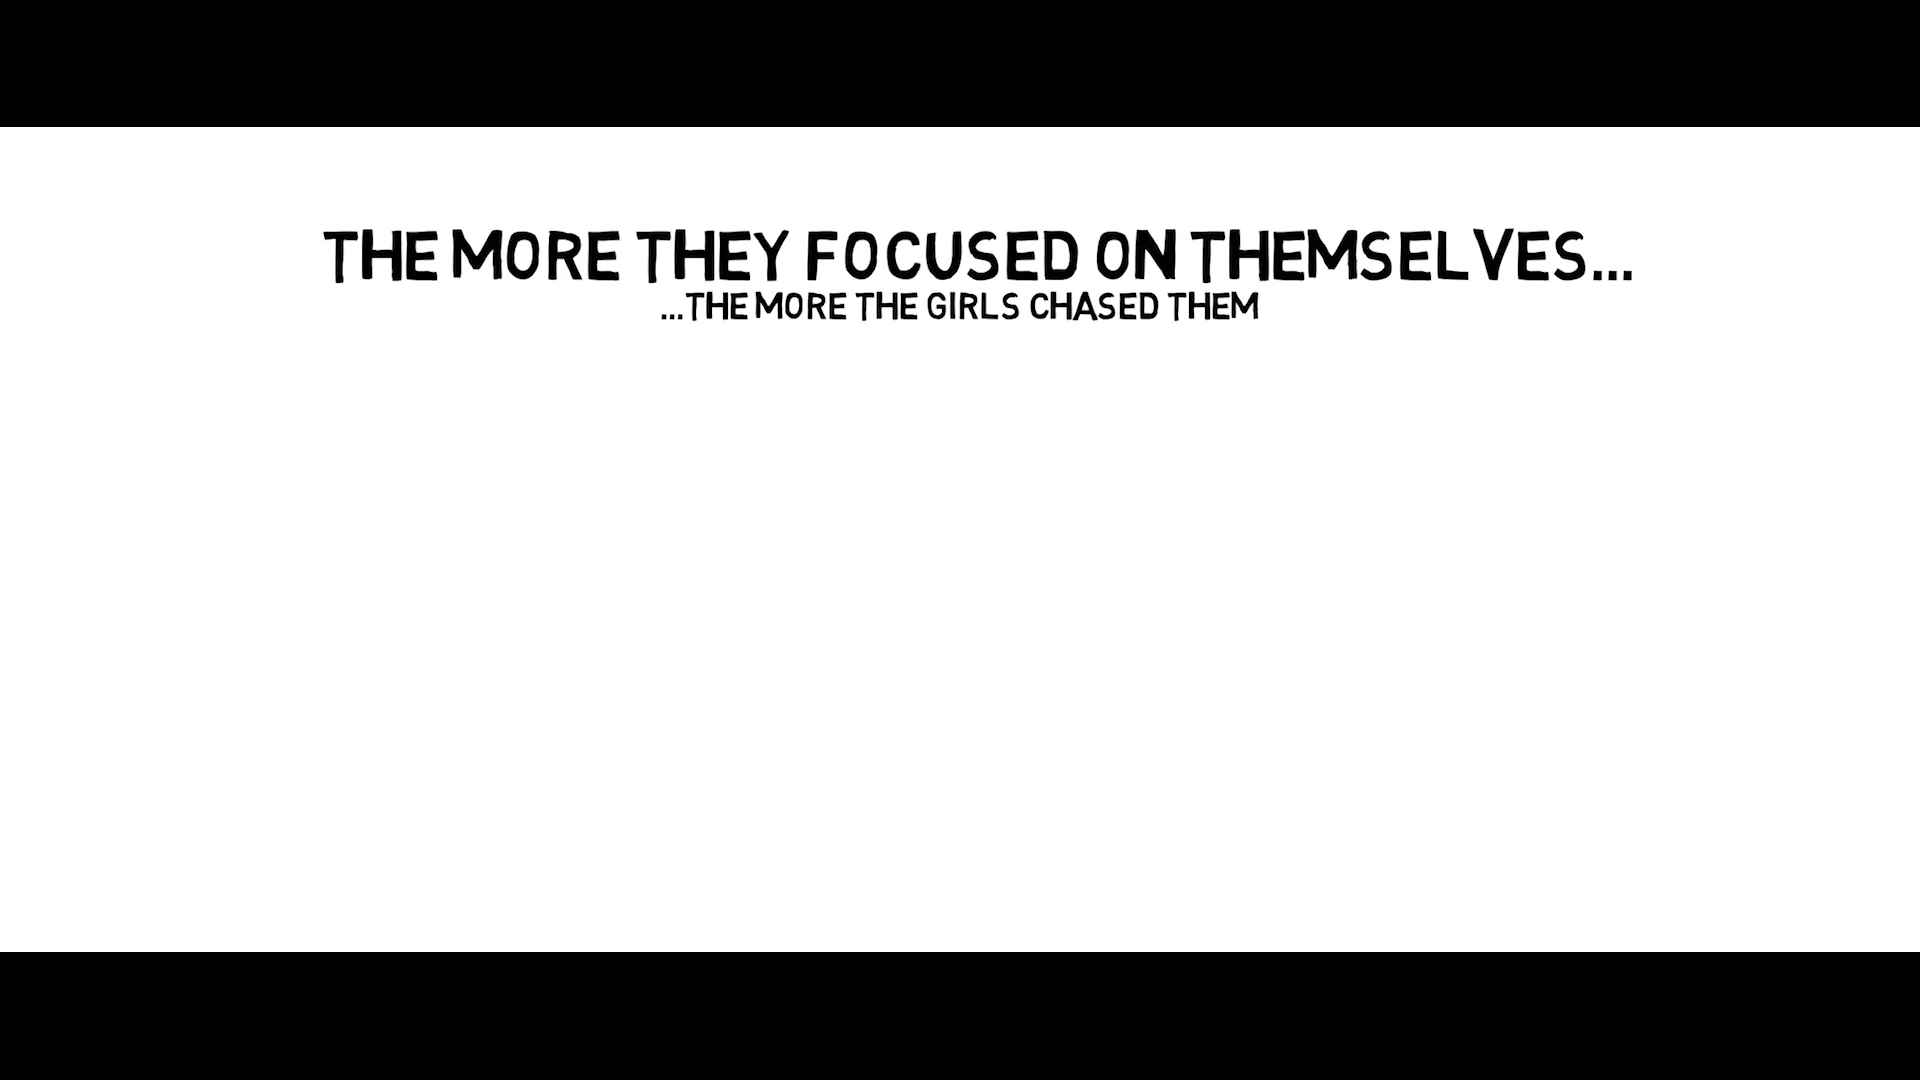 THE MORE THEY FOCUSED ON THEMSELVES...
...THE MORE THE GIRLS CHASED THEM